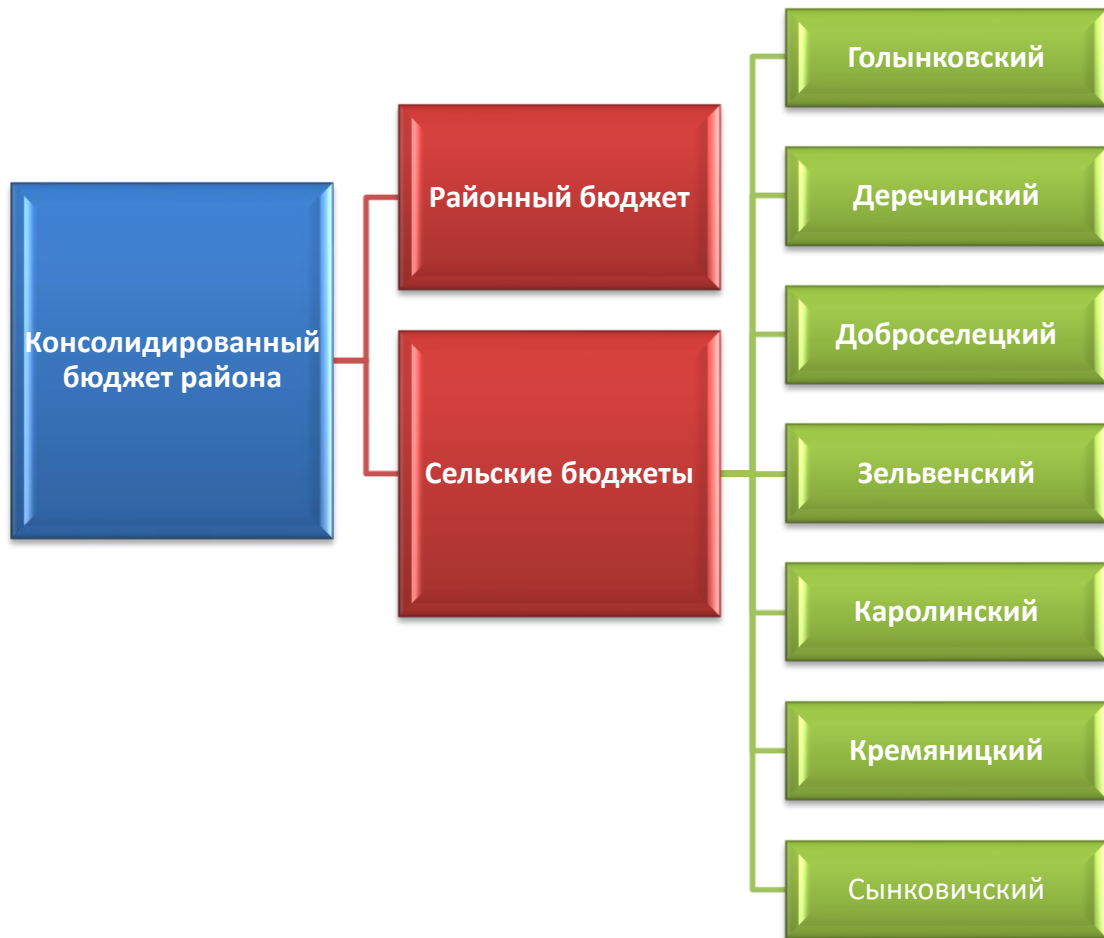 Консолидированный
бюджет района
Районный бюджет
Сельские бюджеты
Голынковский
Деречинский
Доброселецкий
Зельвенский
Каролинский
Кремяницкий
Сынковичский